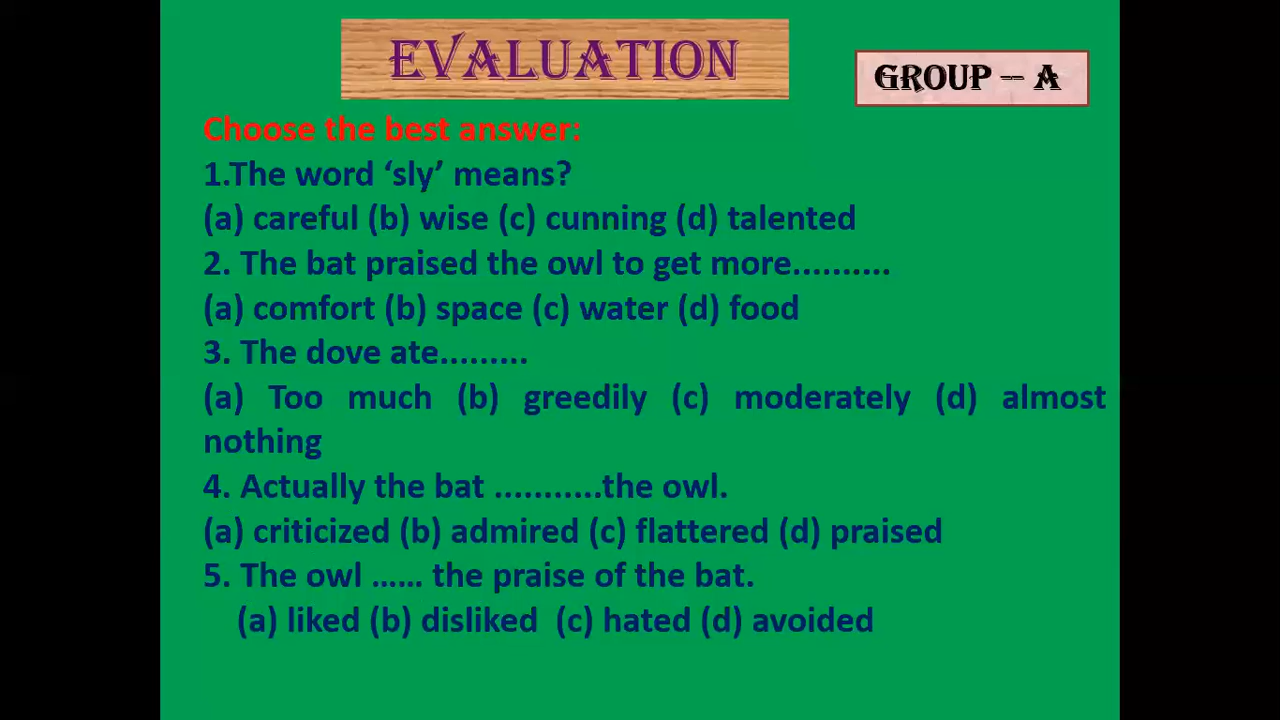 EVALUATION
GROUP – A
Choose the best answer:
1.The word ‘sly’ means?
(a) careful (b) wise (c) cunning (d) talented
2. The bat praised the owl to get more..........
(a) comfort (b) space (c) water (d) food
3. The dove ate.........
(a) Too much (b) greedily (c) moderately (d) almost
nothing
4. Actually the bat ...........the owl.
(a) criticized (b) admired (c) flattered (d) praised
5. The owl …… the praise of the bat.
(a) liked (b) disliked (c) hated (d) avoided